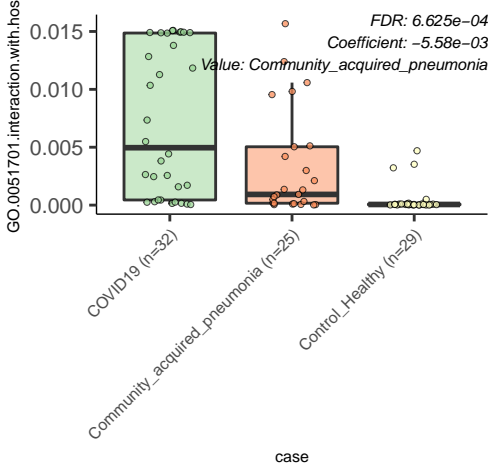 FDR: 6.625e−04
Coefficient: −5.58e−03
Value: Community_acquired_pneumonia
GO.0051701.interaction.with.hos
0.015
0.010
0.005
0.000
COVID19 (n=32)
Community_acquired_pneumonia (n=25)
Control_Healthy (n=29)
case